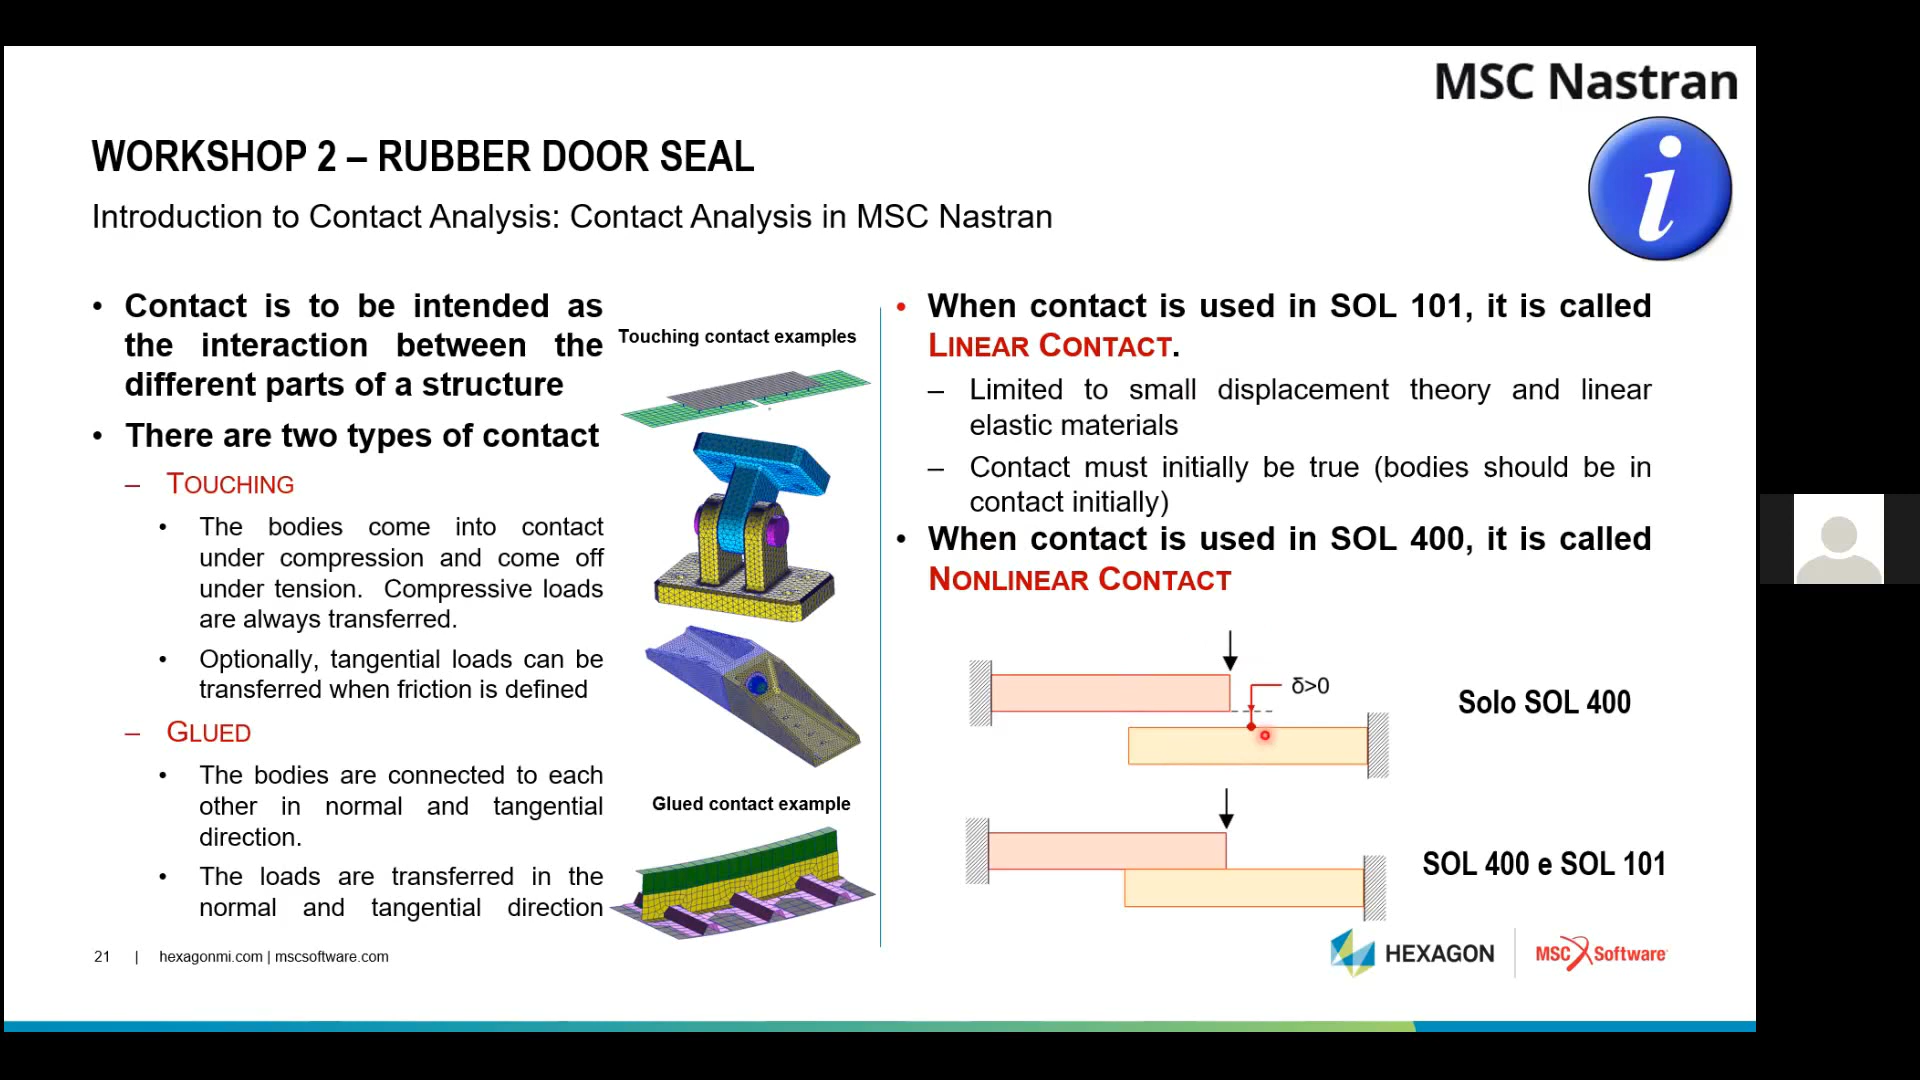 MSC Nastran
WORKSHOP 2 – RUBBER DOOR SEAL
Introduction to Contact Analysis: Contact Analysis in MSC Nastran
• Contact is to be intended as
the interaction between the
different parts of a structure
• There are two types of contact
– TOUCHING
• The bodies come into contact
under compression and come off
under tension. Compressive loads
are always transferred.
• Optionally, tangential loads can be
transferred when friction is defined
– GLUED
• The bodies are connected to each
other in normal and tangential
direction.
• The loads are transferred in the
normal and tangential direction
Touching contact examples
Glued contact example
• When contact is used in SOL 101, it is called
LINEAR CONTACT.
– Limited to small displacement theory and linear
elastic materials
– Contact must initially be true (bodies should be in
contact initially)
• When contact is used in SOL 400, it is called
NONLINEAR CONTACT
δ>0
Solo SOL 400
SOL 400 e SOL 101
21 | hexagonmi.com | mscsoftware.com
HEXAGON
MSC Software
i